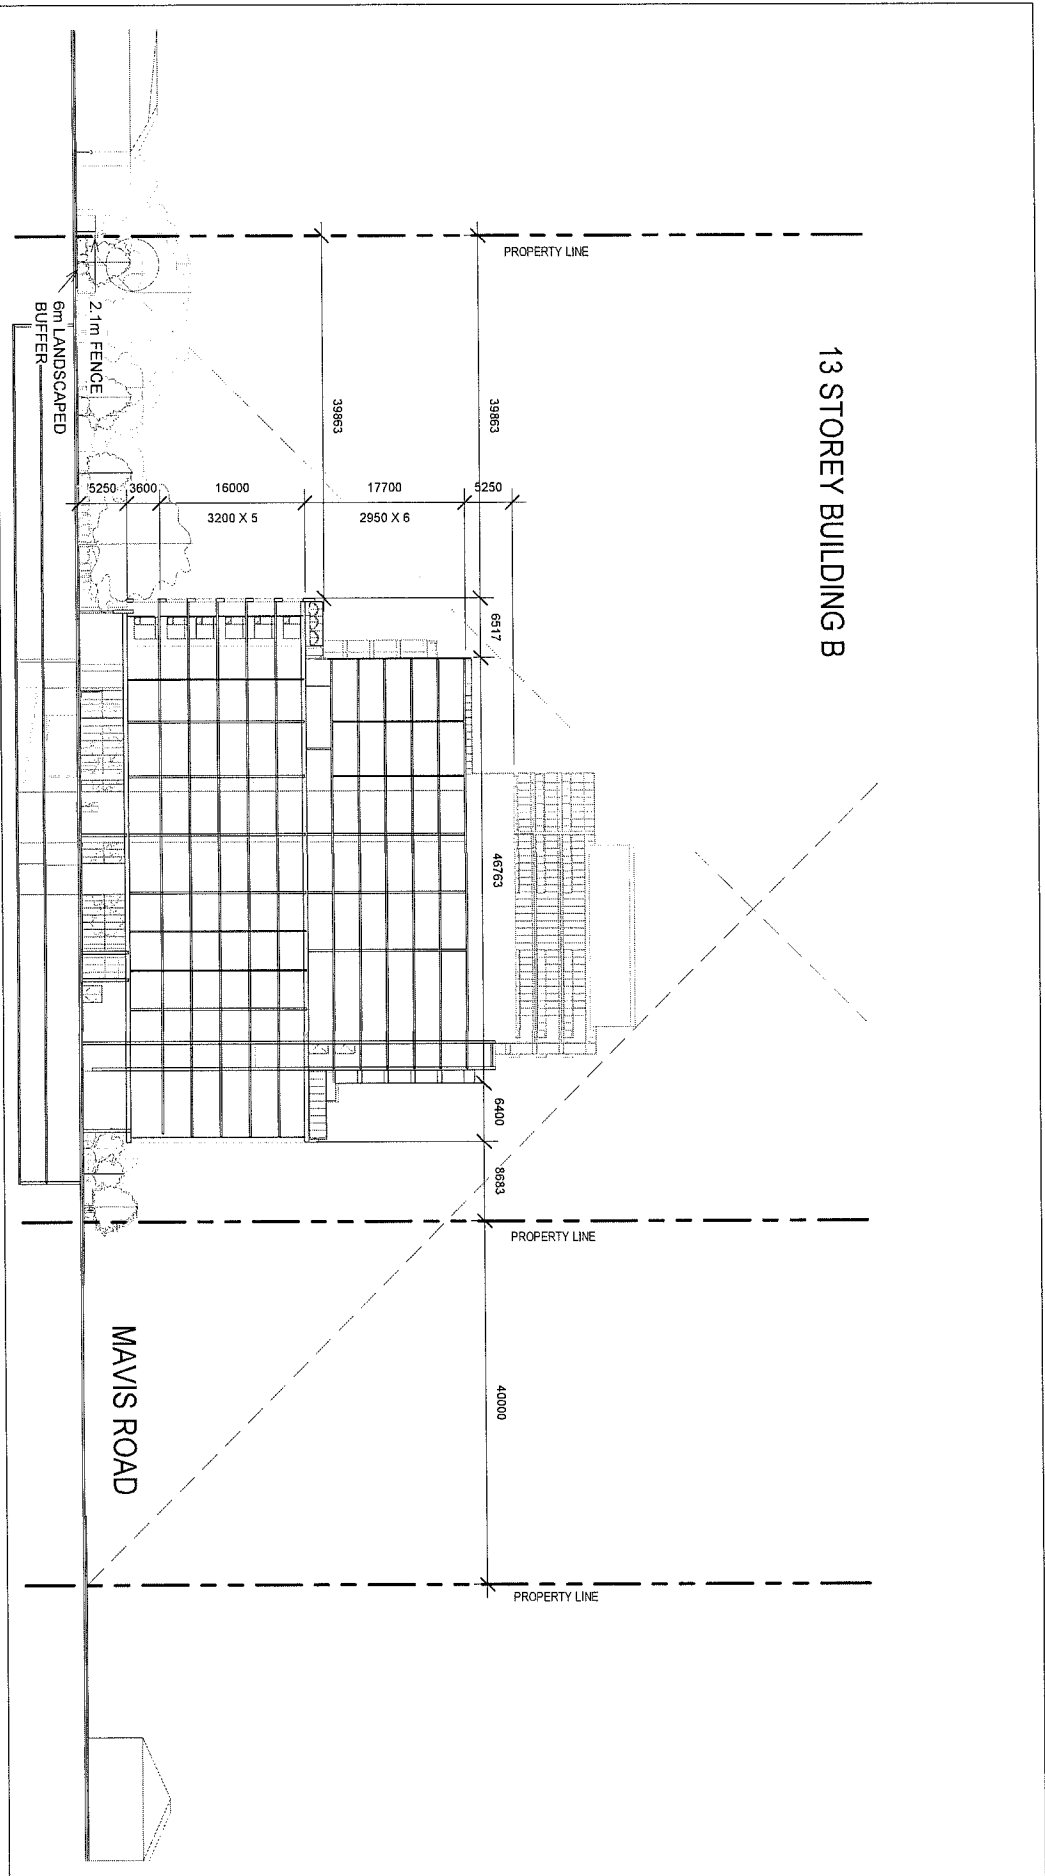 13 STOREY BUILDING B
PROPERTY LINE
39863
39863
2.1m FENCE
6m LANDSCAPED
BUFFER
5250
3600
16000
17700
5250
3200 X 5
2950 X 6
6517
46763
6400
8683
PROPERTY LINE
MAVIS ROAD
40000
PROPERTY LINE